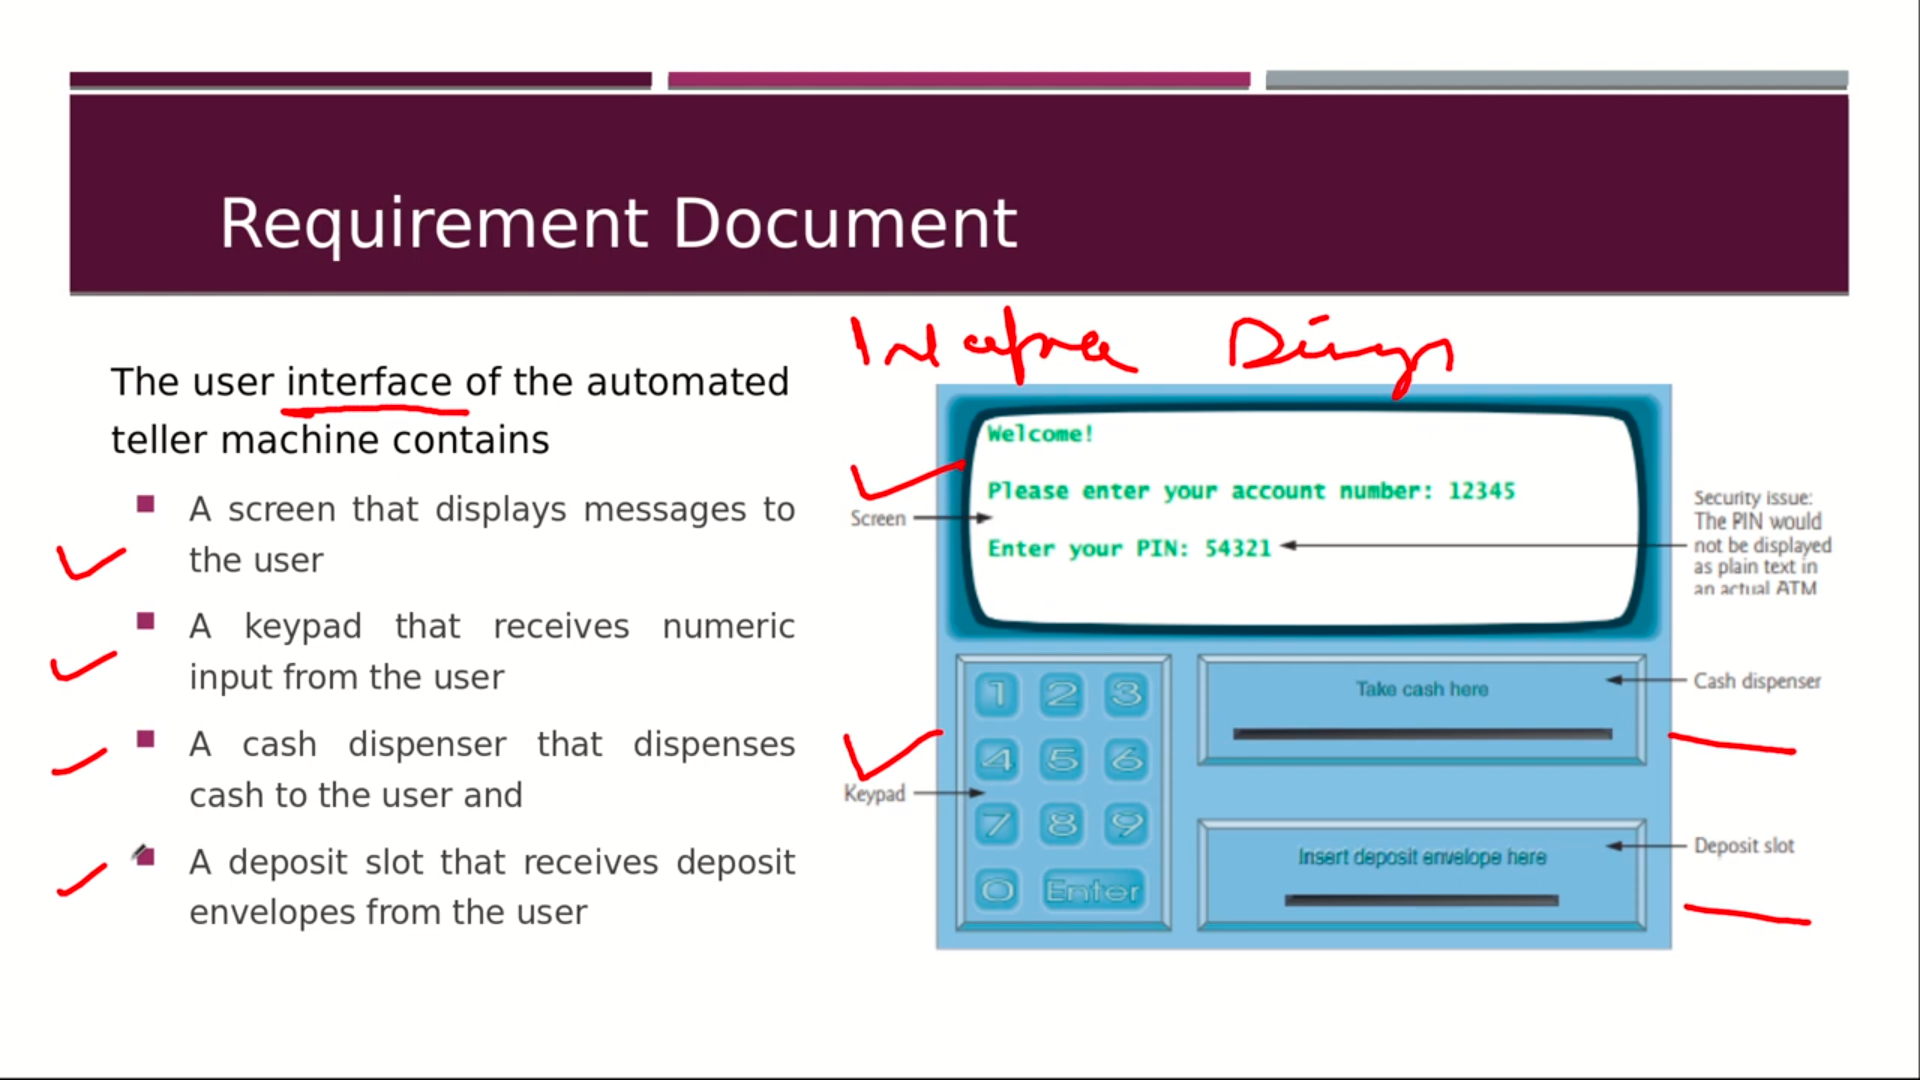 Requirement Document
The user interface of the automated
teller machine contains
A screen that displays messages to
the user
A keypad that receives numeric
input from the user
A cash dispenser that dispenses
cash to the user and
A deposit slot that receives deposit
envelopes from the user
Welcome!
Please enter your account number: 12345
Enter your PIN: 54321
Screen
Security issue:
The PIN would
not be displayed
as plain text in
an actual ATM
1 2 3
4 5 6
7 8 9
0 Enter
Keypad
Take cash here
Cash dispenser
Insert deposit envelope here
Deposit slot